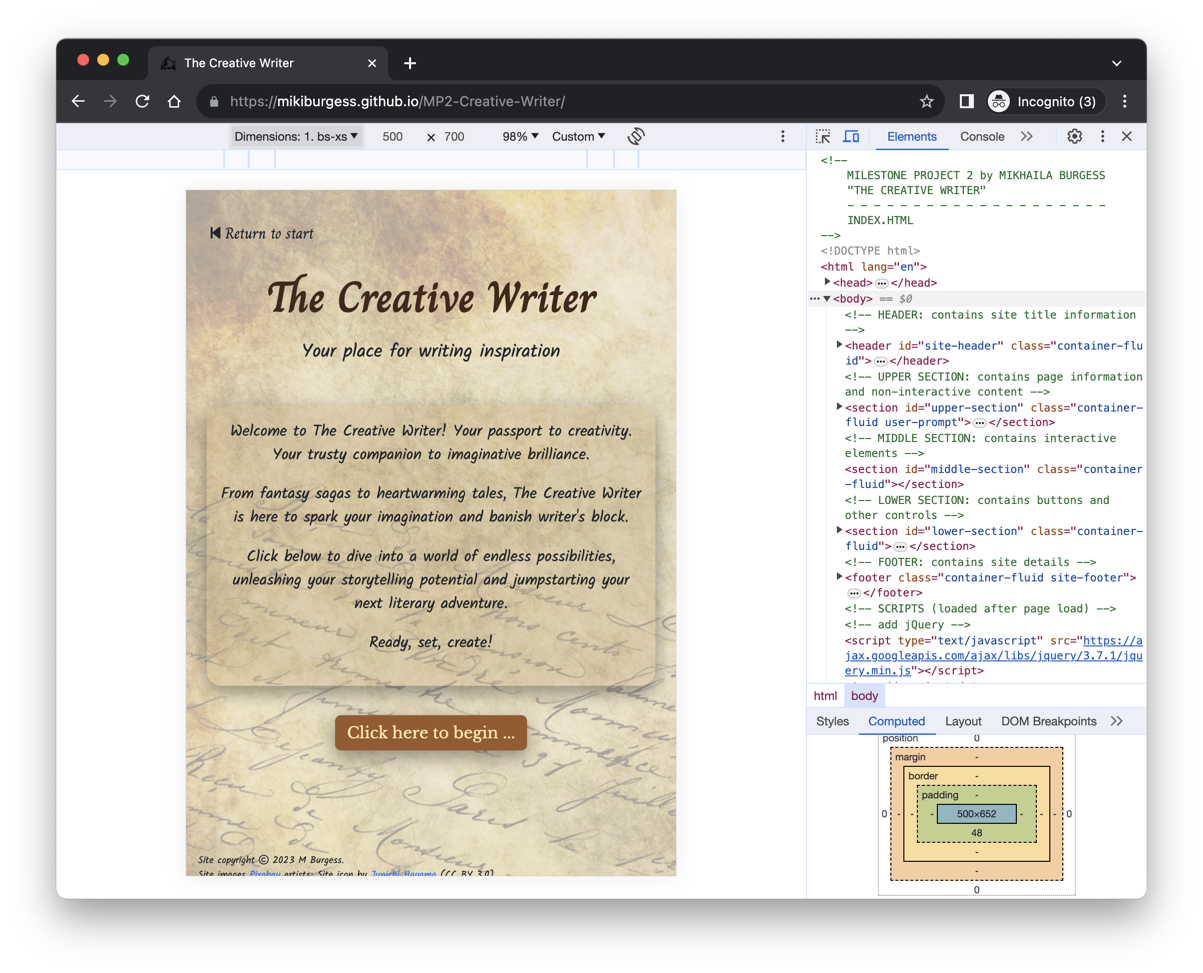 The Creative Writer
https://mikiburgess.github.io/MP2-Creative-Writer/
Incognito (3)
Dimensions: 1. bs-xs ▼ 500 × 700 98% ▼ Custom ▼
Elements Console
Return to start
The Creative Writer
Your place for writing inspiration
Welcome to The Creative Writer! Your passport to creativity.
Your trusty companion to imaginative brilliance.
From fantasy sagas to heartwarming tales, The Creative Writer
is here to spark your imagination and banish writer's block.
Click below to dive into a world of endless possibilities,
unleashing your storytelling potential and jumpstarting your
next literary adventure.
Ready, set, create!
Click here to begin ...
Site copyright © 2023 M Burgess.
Site images Pixabay artists; Site icon by Junichi Hayama (CC BY 3.0)
<!--
MILESTONE PROJECT 2 by MIKHAILA BURGESS
"THE CREATIVE WRITER"
- - - - - - - - - - - - - - - - - - - -
INDEX.HTML
-->
<!DOCTYPE html>
<html lang="en">
<head> … </head>
<body> == $0
<!-- HEADER: contains site title information
-->
<header id="site-header" class="container-flu
id"> … </header>
<!-- UPPER SECTION: contains page information
and non-interactive content -->
<section id="upper-section" class="container-
fluid user-prompt"> … </section>
<!-- MIDDLE SECTION: contains interactive
elements -->
<section id="middle-section" class="container
-fluid"></section>
<!-- LOWER SECTION: contains buttons and
other controls -->
<section id="lower-section" class="container-
fluid"> … </section>
<!-- FOOTER: contains site details -->
<footer class="container-fluid site-footer">
… </footer>
<!-- SCRIPTS (loaded after page load) -->
<!-- add jQuery -->
<script type="text/javascript" src="https://a
jax.googleapis.com/ajax/libs/jquery/3.7.1/jqu
ery.min.js"></script>
html body
Styles Computed Layout DOM Breakpoints
position 0
margin -
border -
padding -
0 - - - 500×652 - - - 0
48
-
-
0